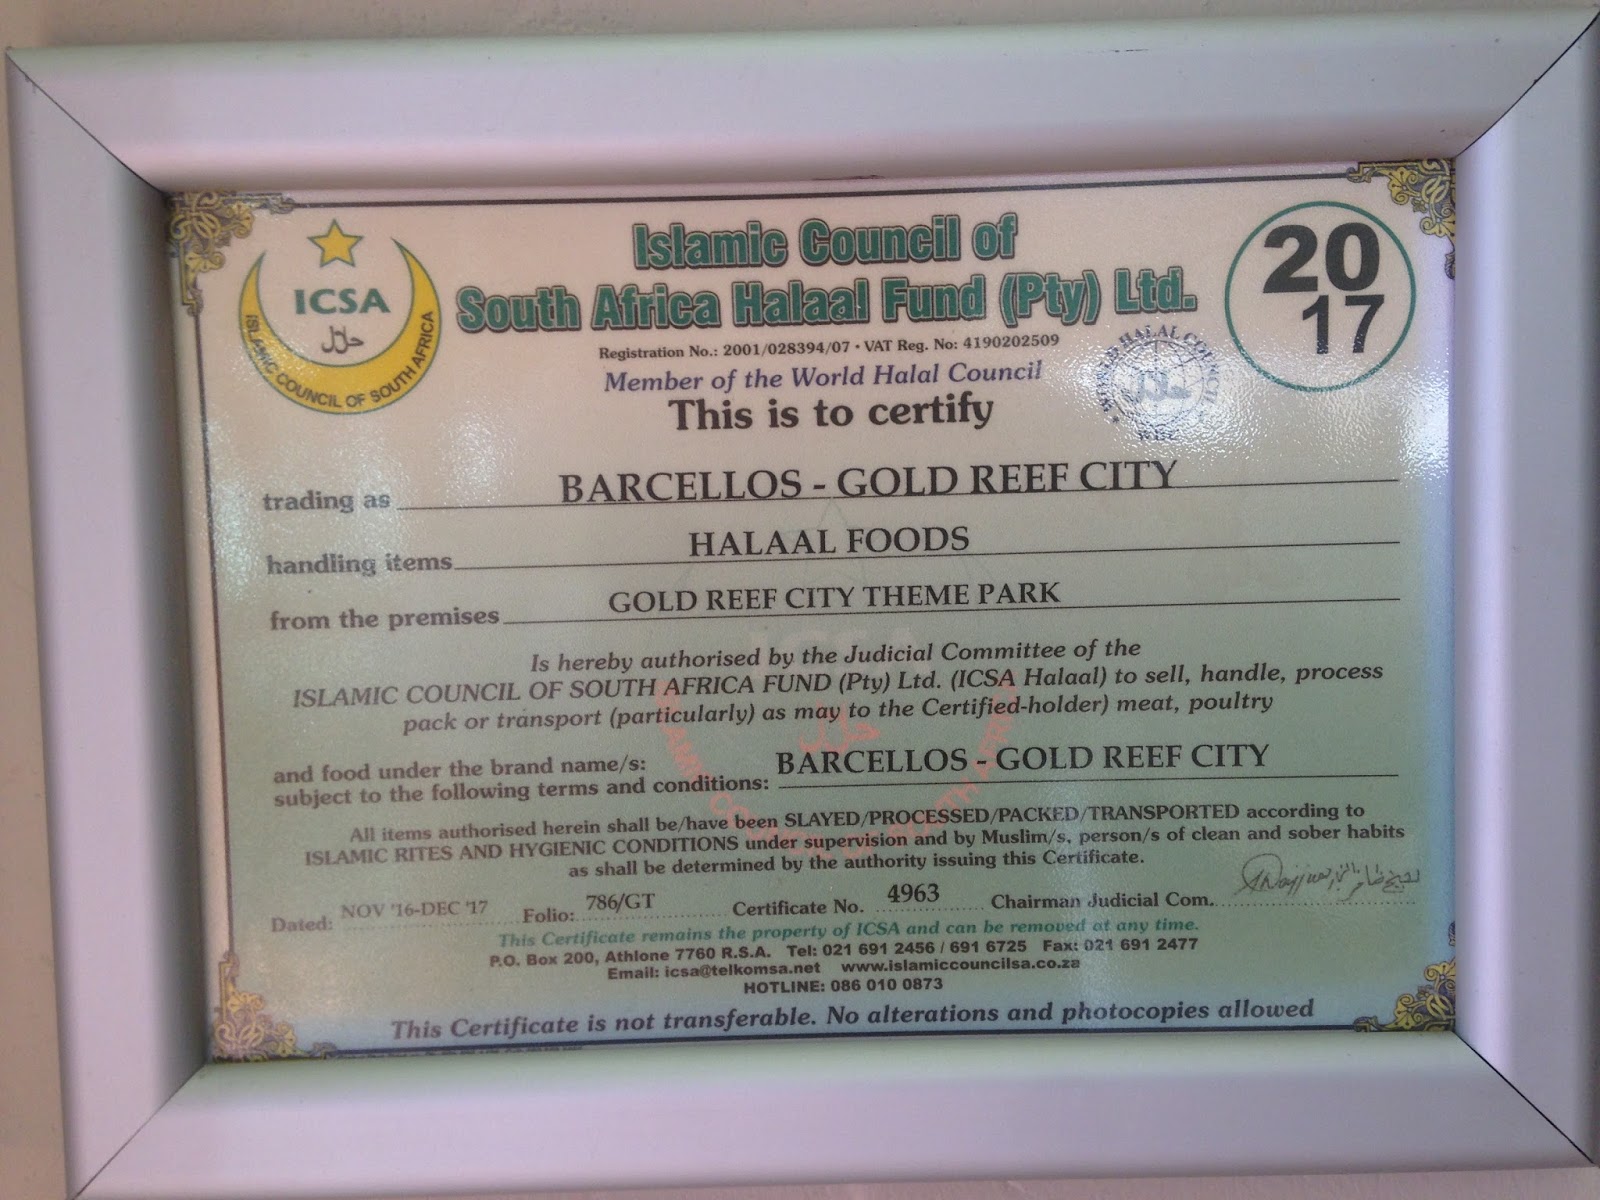 ICSA
حلال
ISLAMIC COUNCIL OF SOUTH AFRICA
Islamic Council of
South Africa Halaal Fund (Pty) Ltd.
20
17
Registration No.: 2001/028394/07 • VAT Reg. No: 4190202509
Member of the World Halal Council
WORLD HALAL COUNCIL
This is to certify
trading as BARCELLOS - GOLD REEF CITY
handling items HALAAL FOODS
from the premises GOLD REEF CITY THEME PARK
Is hereby authorised by the Judicial Committee of the
ISLAMIC COUNCIL OF SOUTH AFRICA FUND (Pty) Ltd. (ICSA Halaal) to sell, handle, process
pack or transport (particularly) as may to the Certified-holder) meat, poultry
and food under the brand name/s: BARCELLOS - GOLD REEF CITY
subject to the following terms and conditions:
All items authorised herein shall be/have been SLAYED/PROCESSED/PACKED/TRANSPORTED according to
ISLAMIC RITES AND HYGIENIC CONDITIONS under supervision and by Muslim/s, person/s of clean and sober habits
as shall be determined by the authority issuing this Certificate.
Dated: NOV '16-DEC '17 Folio: 786/GT Certificate No. 4963 Chairman Judicial Com.
This Certificate remains the property of ICSA and can be removed at any time.
P.O. Box 200, Athlone 7760 R.S.A. Tel: 021 691 2456 / 691 6725 Fax: 021 691 2477
Email: icsa@telkomsa.net www.islamiccouncilsa.co.za
HOTLINE: 086 010 0873
This Certificate is not transferable. No alterations and photocopies allowed